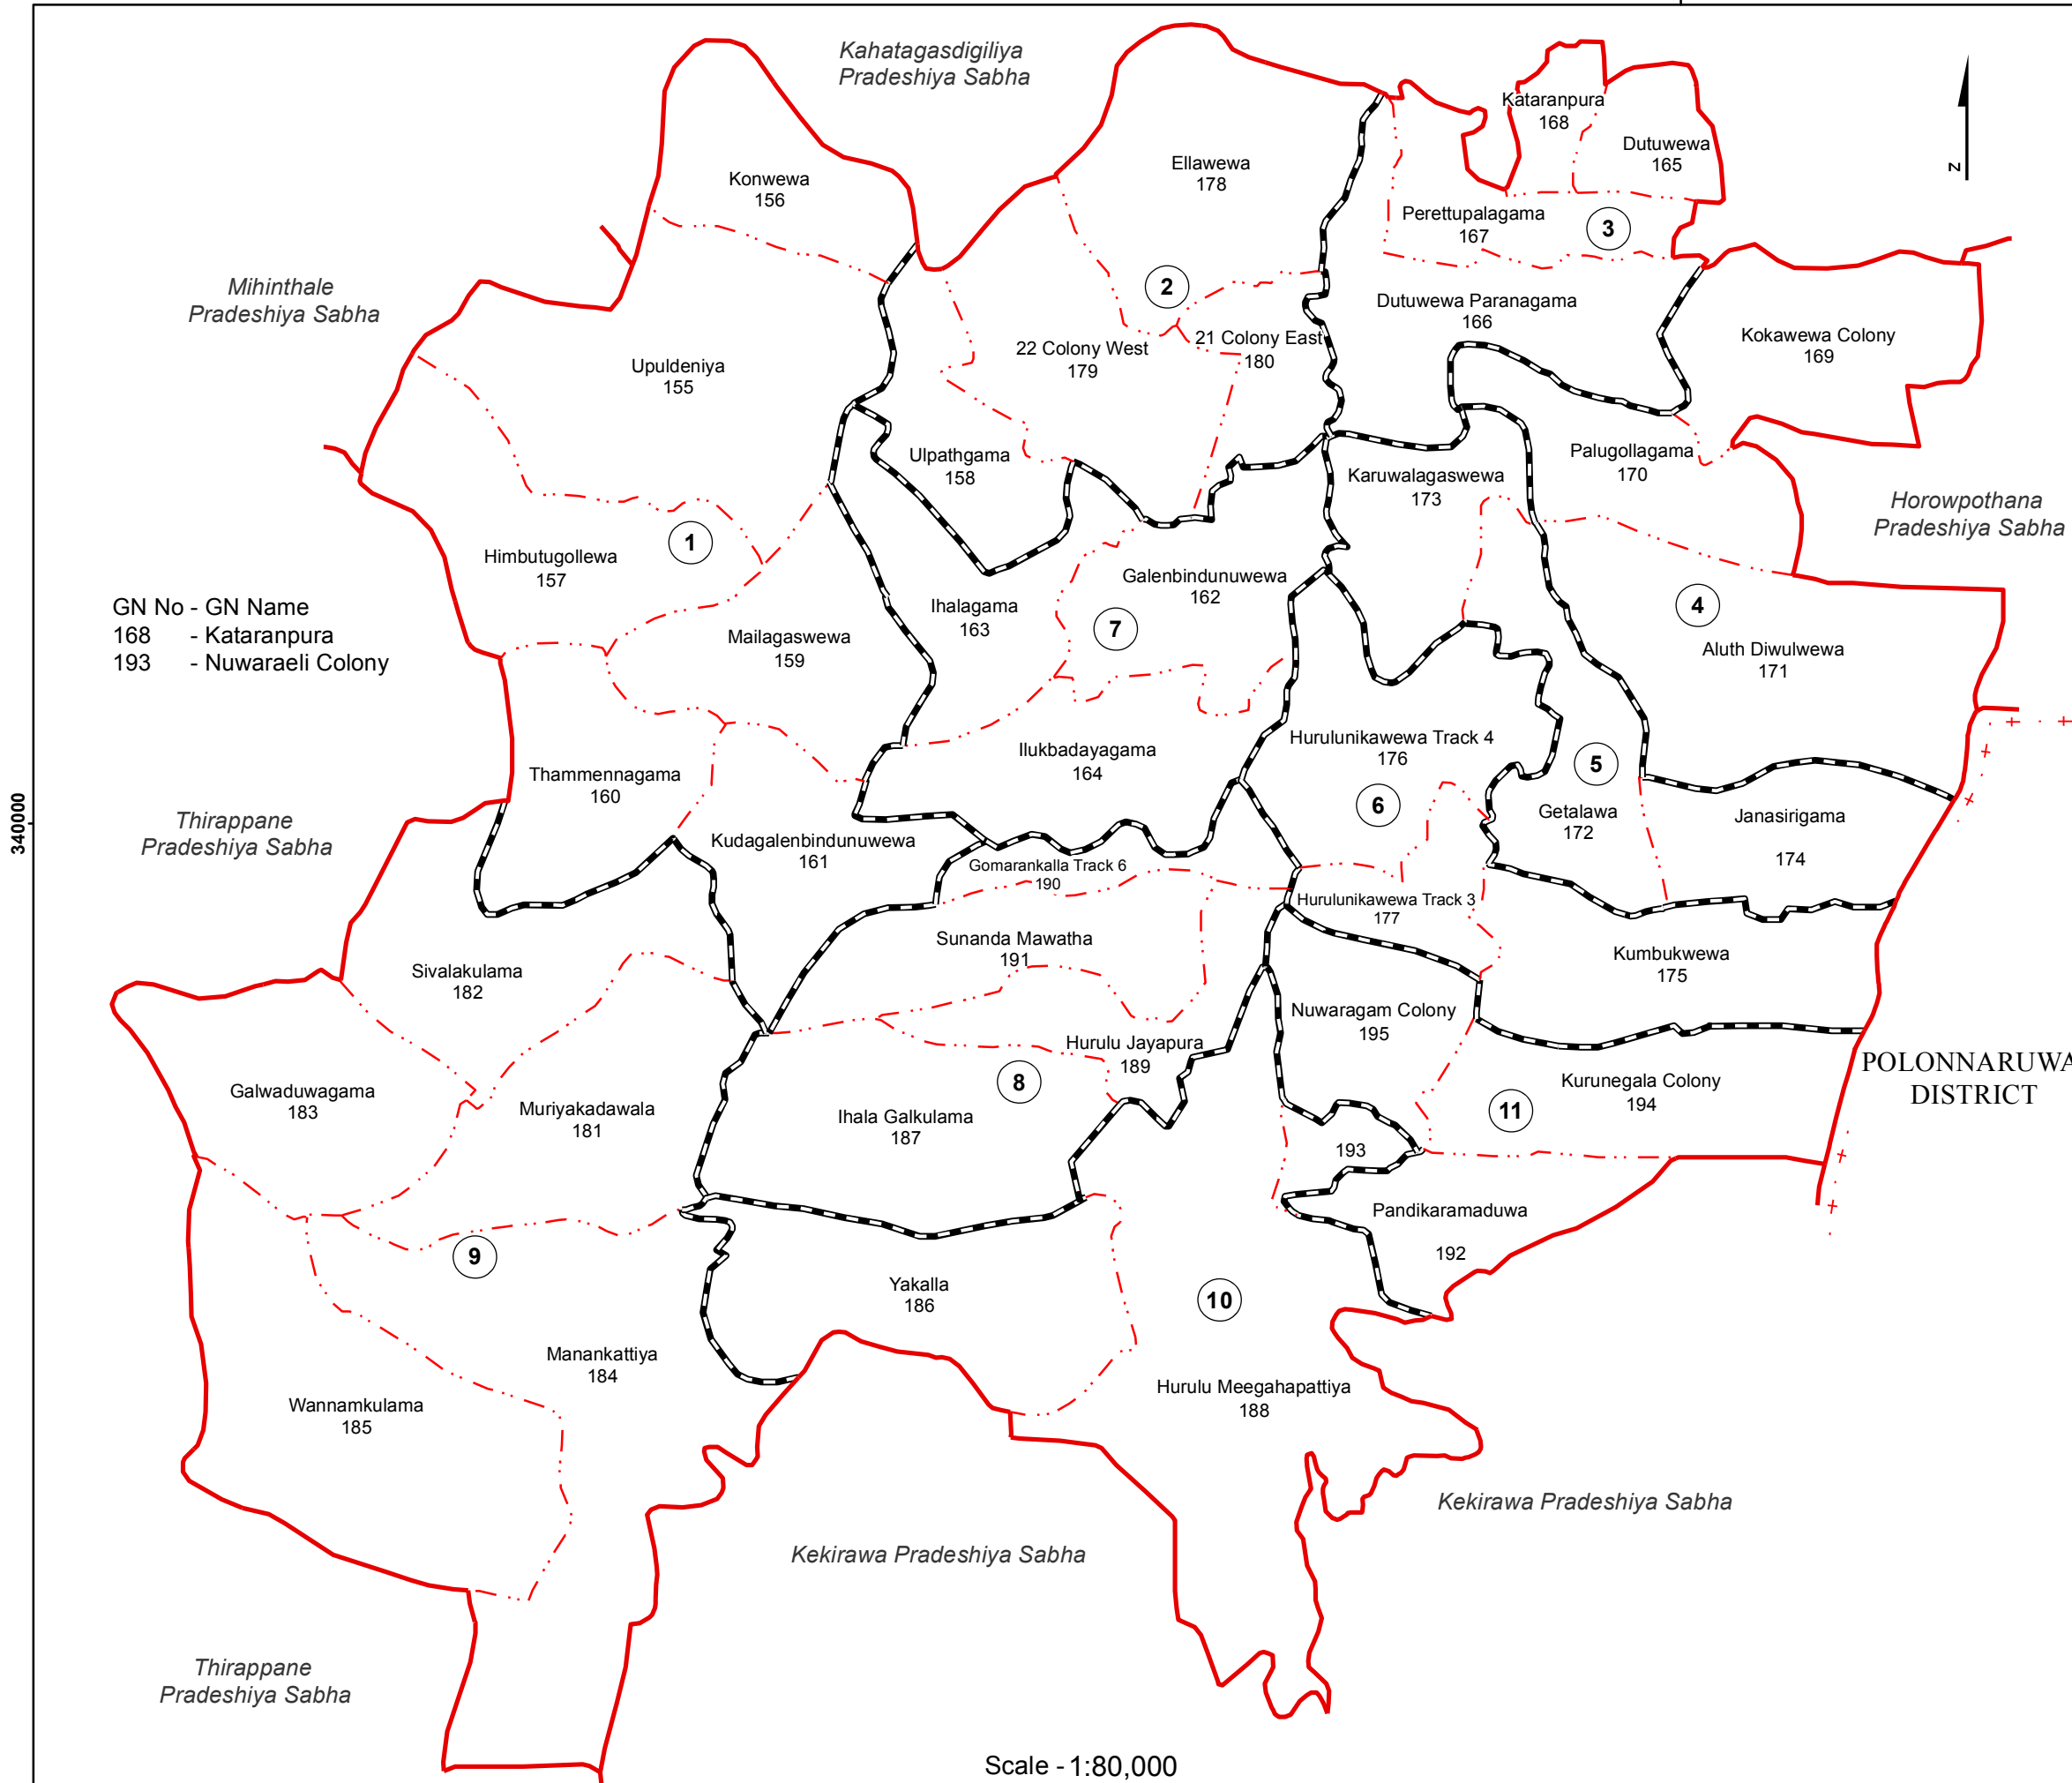 Kahatagasdigiliya
Pradeshiya Sabha
Kataranpura
168
Dutuwewa
165
Z
Ellawewa
178
Konwewa
156
Perettupalagama
167
3
Mihinthale
Pradeshiya Sabha
2
Dutuwewa Paranagama
166
Kokawewa Colony
169
22 Colony West
179
21 Colony East
180
Upuldeniya
155
Ulpathgama
158
Karuwalagaswewa
173
Palugollagama
170
Horowpothana
Pradeshiya Sabha
1
Himbutugollewa
157
GN No - GN Name
168 - Kataranpura
193 - Nuwaraeli Colony
Galenbindunuwewa
162
Ihalagama
163
7
4
Mailagaswewa
159
Aluth Diwulwewa
171
Ilukbadayagama
164
Hurulunikawewa Track 4
176
5
Thammennagama
160
6
Getalawa
172
Janasirigama
174
340000
Thirappane
Pradeshiya Sabha
Kudagalenbindunuwewa
161
Gomarankalla Track 6
190
Hurulunikawewa Track 3
177
Sunanda Mawatha
191
Kumbukwewa
175
Sivalakulama
182
Nuwaragam Colony
195
Hurulu Jayapura
189
POLONNARUWA
DISTRICT
8
Kurunegala Colony
194
11
Galwaduwagama
183
Muriyakadawala
181
Ihala Galkulama
187
193
Pandikaramaduwa
192
9
Yakalla
186
10
Manankattiya
184
Hurulu Meegahapattiya
188
Wannamkulama
185
Kekirawa Pradeshiya Sabha
Kekirawa Pradeshiya Sabha
Thirappane
Pradeshiya Sabha
Scale - 1:80,000